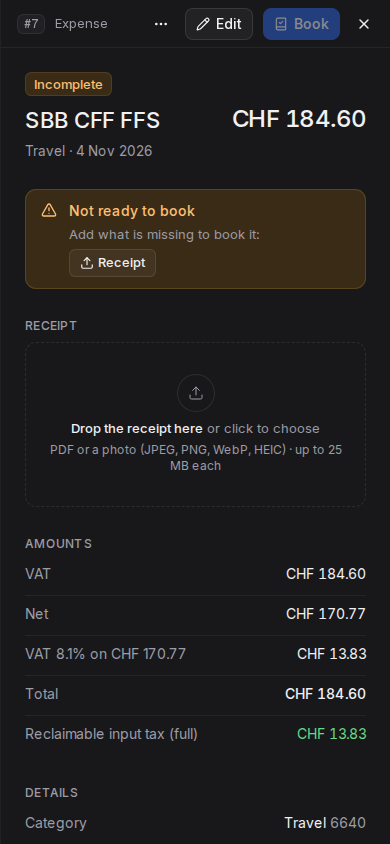 #7 Expense ··· Edit Book
Incomplete
SBB CFF FFS CHF 184.60
Travel · 4 Nov 2026
Not ready to book
Add what is missing to book it:
Receipt
RECEIPT
Drop the receipt here or click to choose
PDF or a photo (JPEG, PNG, WebP, HEIC) · up to 25
MB each
AMOUNTS
VAT CHF 184.60
Net CHF 170.77
VAT 8.1% on CHF 170.77 CHF 13.83
Total CHF 184.60
Reclaimable input tax (full) CHF 13.83
DETAILS
Category Travel 6640